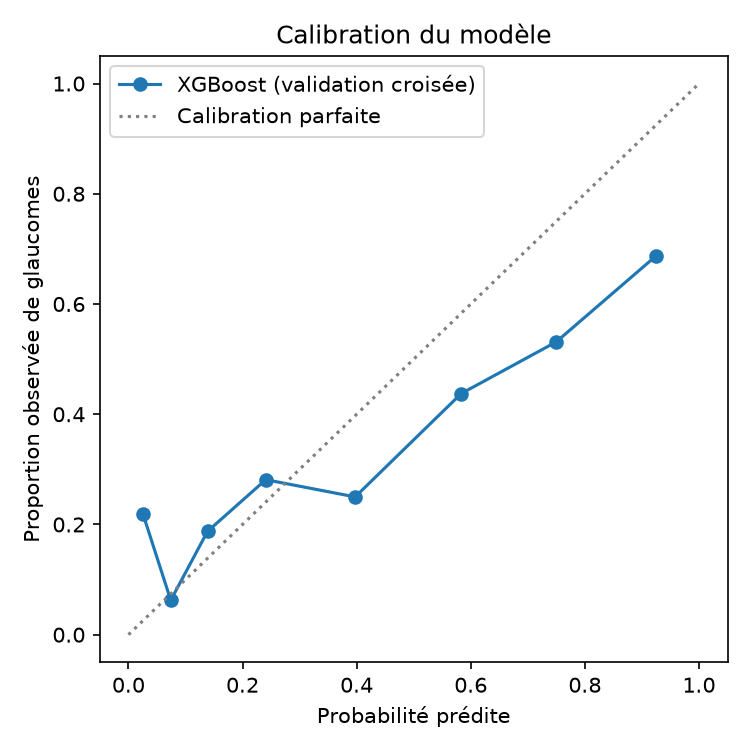 Calibration du modèle
XGBoost (validation croisée)
Calibration parfaite
Proportion observée de glaucomes
1.0
0.8
0.6
0.4
0.2
0.0
0.0 0.2 0.4 0.6 0.8 1.0
Probabilité prédite